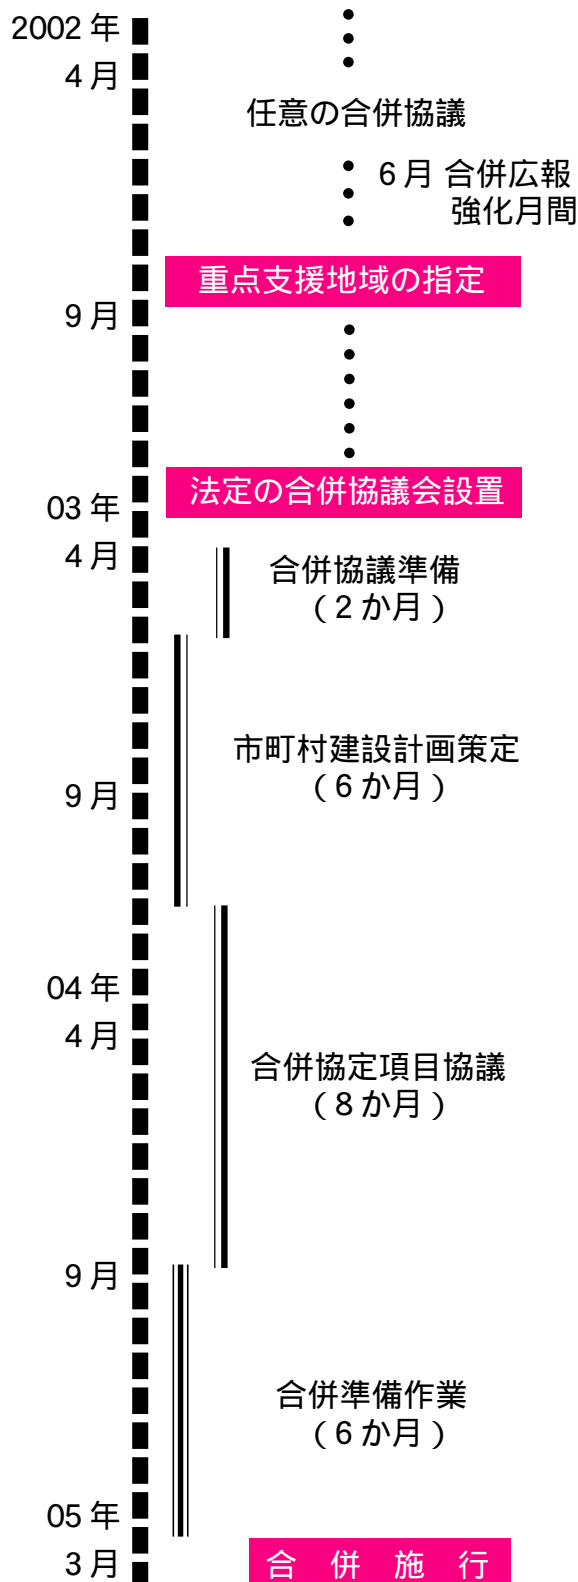 2002年
4月
任意の合併協議
6月 合併広報
強化月間
重点支援地域の指定
9月
法定の合併協議会設置
03年
4月
合併協議準備
(2か月)
市町村建設計画策定
(6か月)
9月
04年
4月
合併協定項目協議
(8か月)
9月
合併準備作業
(6か月)
05年
3月
合 併 施 行